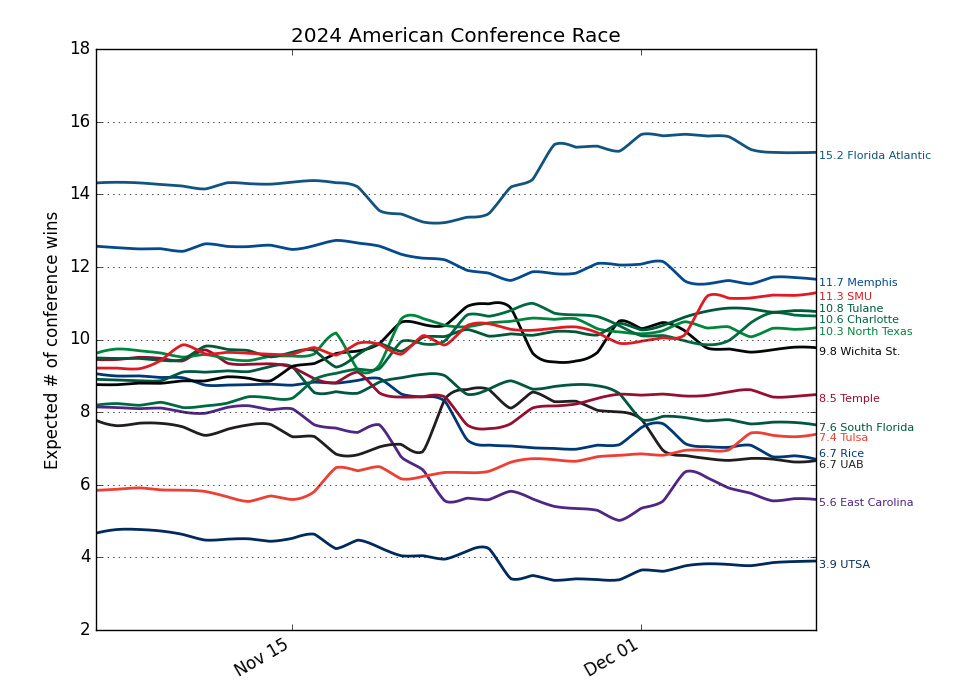 2024 American Conference Race
Expected # of conference wins
18
16
14
12
10
8
6
4
2
Nov 15
Dec 01
15.2 Florida Atlantic
11.7 Memphis
11.3 SMU
10.8 Tulane
10.6 Charlotte
10.3 North Texas
9.8 Wichita St.
8.5 Temple
7.6 South Florida
7.4 Tulsa
6.7 Rice
6.7 UAB
5.6 East Carolina
3.9 UTSA